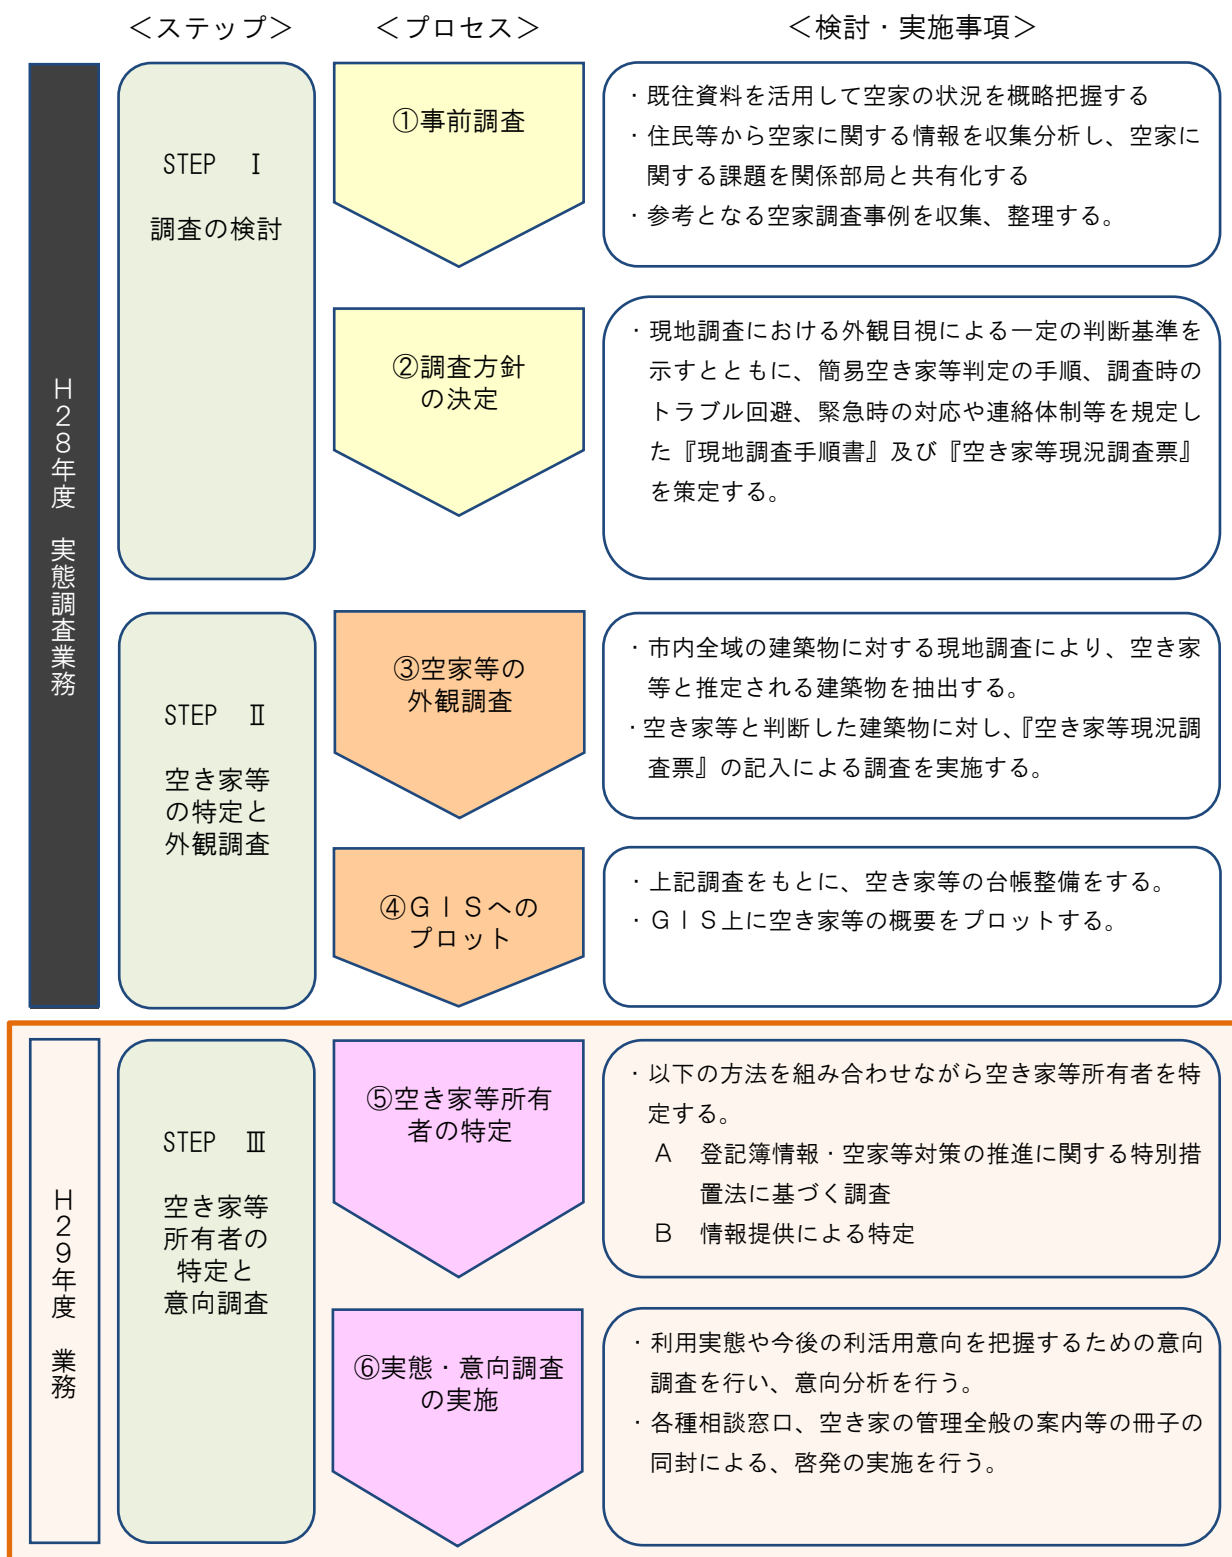 ＜ステップ＞
＜プロセス＞
＜検討・実施事項＞
H28年度　実態調査業務
STEP　Ⅰ
調査の検討
①事前調査
・既往資料を活用して空家の状況を概略把握する
・住民等から空家に関する情報を収集分析し、空家に
関する課題を関係部局と共有化する
・参考となる空家調査事例を収集、整理する。
②調査方針
の決定
・現地調査における外観目視による一定の判断基準を
示すとともに、簡易空き家等判定の手順、調査時の
トラブル回避、緊急時の対応や連絡体制等を規定し
た『現地調査手順書』及び『空き家等現況調査票』
を策定する。
STEP　Ⅱ
空き家等
の特定と
外観調査
③空家等の
外観調査
・市内全域の建築物に対する現地調査により、空き家
等と推定される建築物を抽出する。
・空き家等と判断した建築物に対し、『空き家等現況調
査票』の記入による調査を実施する。
④ＧＩＳへの
プロット
・上記調査をもとに、空き家等の台帳整備をする。
・ＧＩＳ上に空き家等の概要をプロットする。
H29年度　業務
STEP　Ⅲ
空き家等
所有者の
特定と
意向調査
⑤空き家等所有
者の特定
・以下の方法を組み合わせながら空き家等所有者を特
定する。
Ａ　登記簿情報・空家等対策の推進に関する特別措
置法に基づく調査
Ｂ　情報提供による特定
⑥実態・意向調査
の実施
・利用実態や今後の利活用意向を把握するための意向
調査を行い、意向分析を行う。
・各種相談窓口、空き家の管理全般の案内等の冊子の
同封による、啓発の実施を行う。